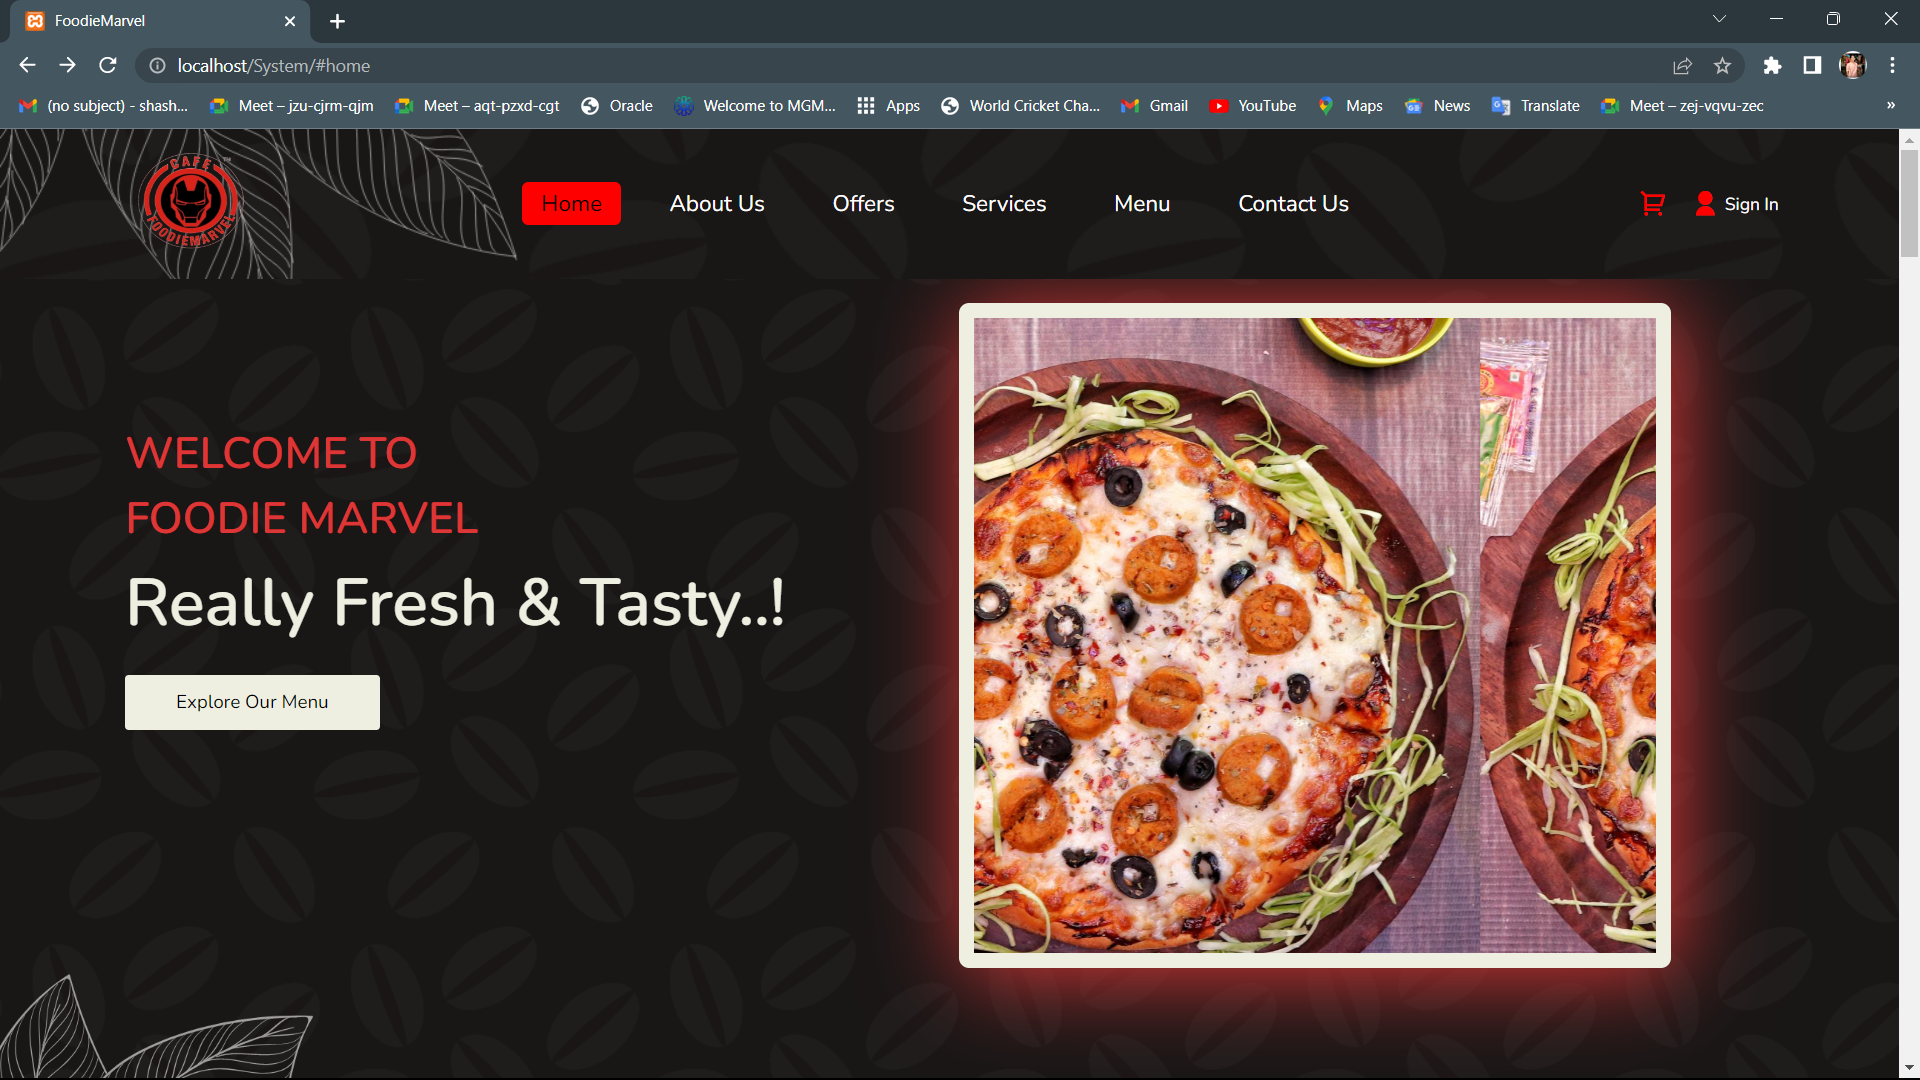 FoodieMarvel
localhost/System/#home
(no subject) - shash...
Meet – jzu-cjrm-qjm
Meet – aqt-pzxd-cgt
Oracle
Welcome to MGM...
Apps
World Cricket Cha...
Gmail
YouTube
Maps
News
Translate
Meet – zej-vqvu-zec
»
CAFE
FOODIEMARVEL
TM
Home
About Us
Offers
Services
Menu
Contact Us
Sign In
WELCOME TO
FOODIE MARVEL
Really Fresh & Tasty..!
Explore Our Menu